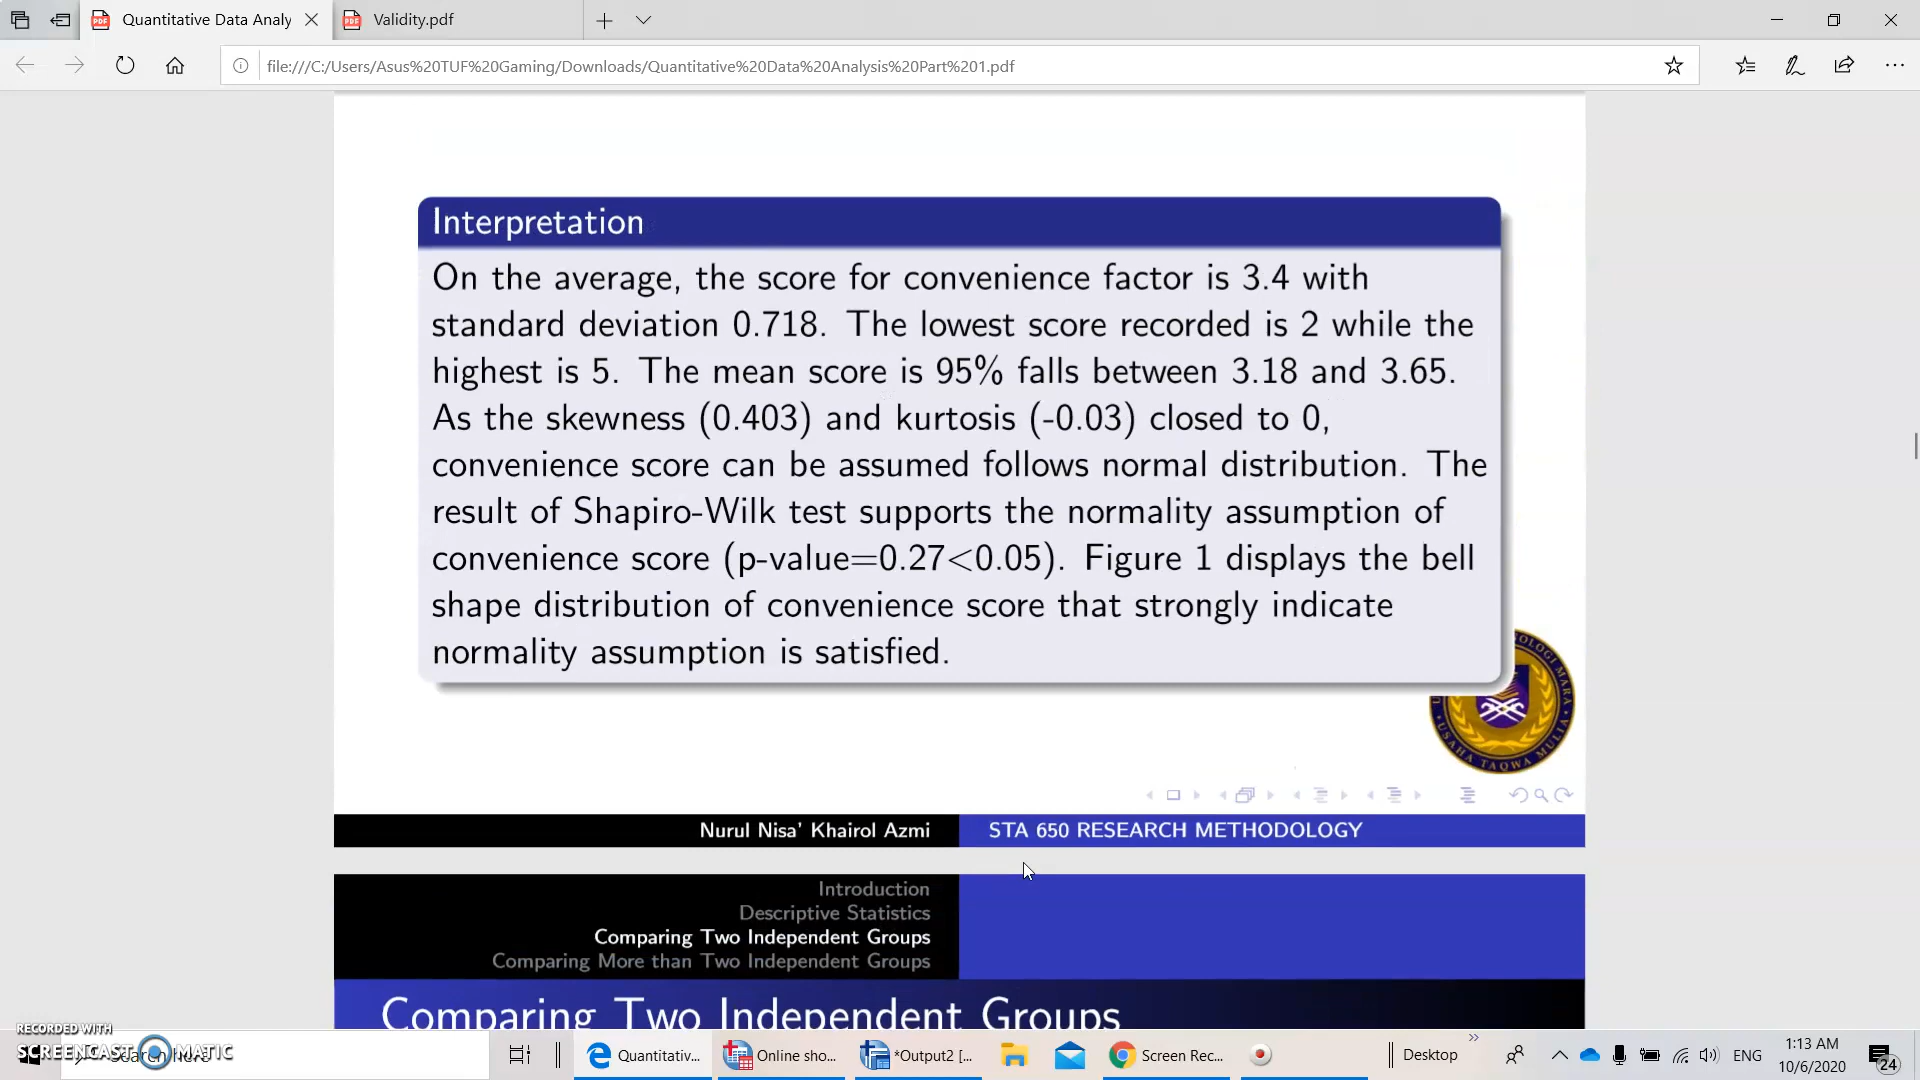 Quantitative Data Analy
Validity.pdf
file:///C:/Users/Asus%20TUF%20Gaming/Downloads/Quantitative%20Data%20Analysis%20Part%201.pdf
Interpretation
On the average, the score for convenience factor is 3.4 with
standard deviation 0.718. The lowest score recorded is 2 while the
highest is 5. The mean score is 95% falls between 3.18 and 3.65.
As the skewness (0.403) and kurtosis (-0.03) closed to 0,
convenience score can be assumed follows normal distribution. The
result of Shapiro-Wilk test supports the normality assumption of
convenience score (p-value=0.27<0.05). Figure 1 displays the bell
shape distribution of convenience score that strongly indicate
normality assumption is satisfied.
USAHA TAQWA MULIA
Nurul Nisa' Khairol Azmi
STA 650 RESEARCH METHODOLOGY
Introduction
Descriptive Statistics
Comparing Two Independent Groups
Comparing More than Two Independent Groups
Comparing Two Independent Groups
RECORDED WITH
SCREENCAST MATIC
Quantitativ...
Online sho...
*Output2 [...
Screen Rec...
Desktop
ENG
1:13 AM
10/6/2020
24